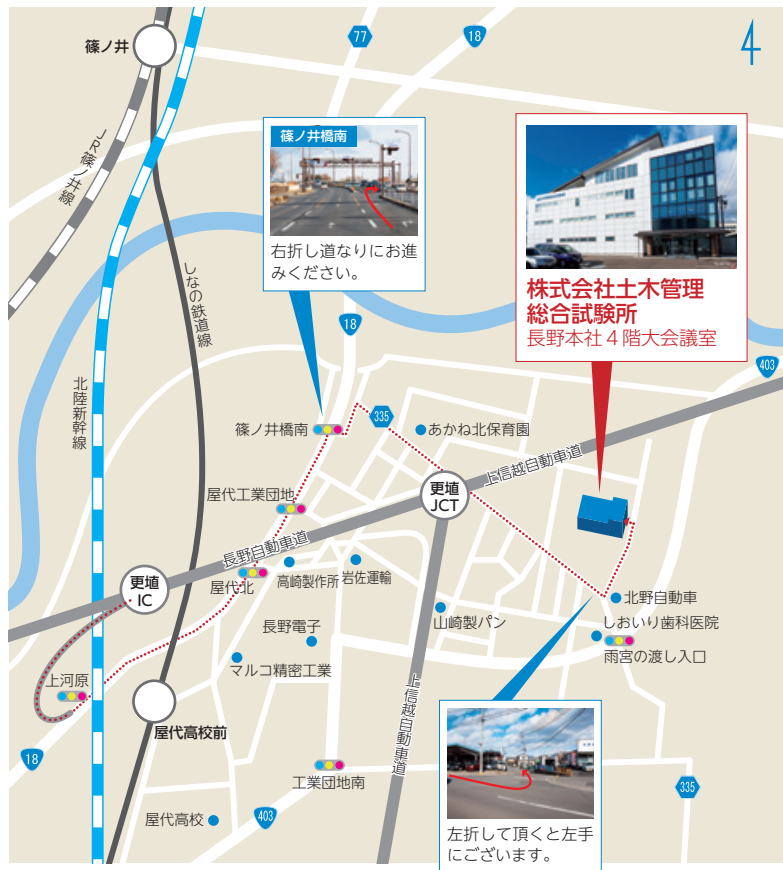 77
18
4
篠ノ井
JR篠ノ井線
篠ノ井橋南
右折し道なりにお進
みください。
株式会社土木管理
総合試験所
長野本社4階大会議室
しなの鉄道線
18
403
北陸新幹線
335
篠ノ井橋南
あかね北保育園
上信越自動車道
屋代工業団地
更埴
JCT
長野自動車道
更埴
IC
屋代北
高崎製作所
岩佐運輸
北野自動車
山崎製パン
しおいり歯科医院
長野電子
雨宮の渡し入口
マルコ精密工業
上河原
上信越自動車道
屋代高校前
18
工業団地南
335
屋代高校
403
左折して頂くと左手
にございます。